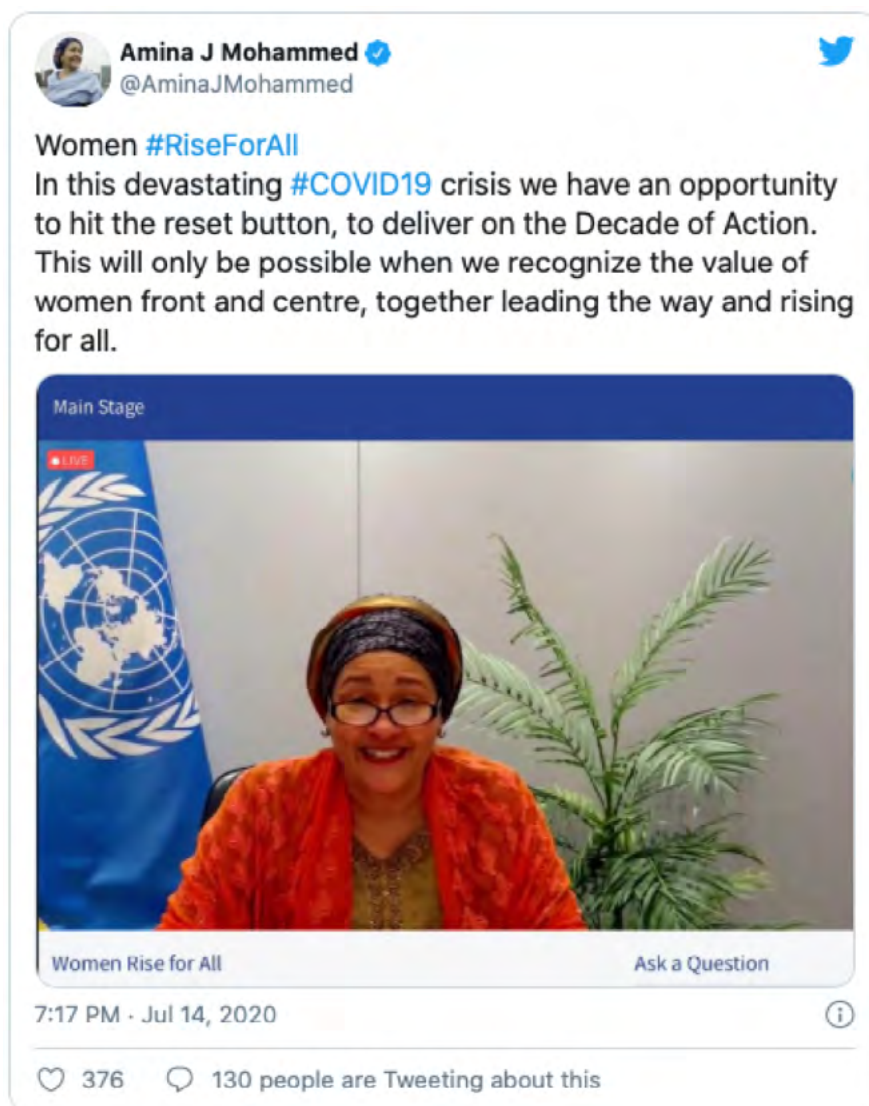 Amina J Mohammed
@AminaJMohammed
Women #RiseForAll
In this devastating #COVID19 crisis we have an opportunity
to hit the reset button, to deliver on the Decade of Action.
This will only be possible when we recognize the value of
women front and centre, together leading the way and rising
for all.
Main Stage
LIVE
Women Rise for All
Ask a Question
7:17 PM · Jul 14, 2020
376
130 people are Tweeting about this